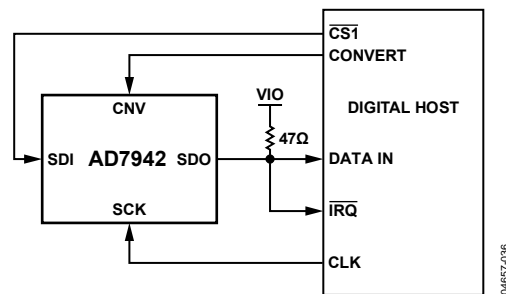 CS1
CONVERT
CNV
VIO
DIGITAL HOST
47Ω
SDI AD7942 SDO
DATA IN
SCK
IRQ
CLK
04657-036